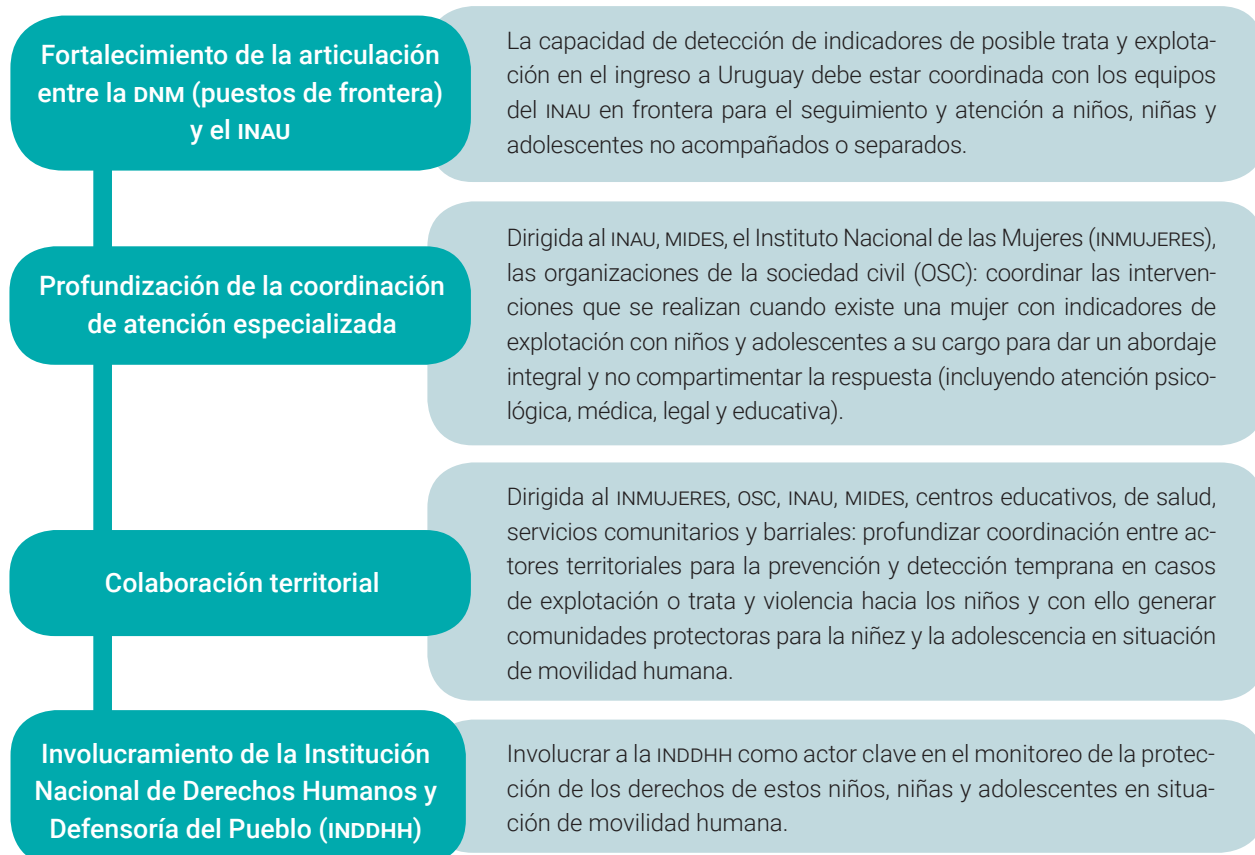 Fortalecimiento de la articulación
entre la DNM (puestos de frontera)
y el INAU
La capacidad de detección de indicadores de posible trata y explota-
ción en el ingreso a Uruguay debe estar coordinada con los equipos
del INAU en frontera para el seguimiento y atención a niños, niñas y
adolescentes no acompañados o separados.
Profundización de la coordinación
de atención especializada
Dirigida al INAU, MIDES, el Instituto Nacional de las Mujeres (INMUJERES),
las organizaciones de la sociedad civil (OSC): coordinar las interven-
ciones que se realizan cuando existe una mujer con indicadores de
explotación con niños y adolescentes a su cargo para dar un abordaje
integral y no compartimentar la respuesta (incluyendo atención psico-
lógica, médica, legal y educativa).
Colaboración territorial
Dirigida al INMUJERES, OSC, INAU, MIDES, centros educativos, de salud,
servicios comunitarios y barriales: profundizar coordinación entre ac-
tores territoriales para la prevención y detección temprana en casos
de explotación o trata y violencia hacia los niños y con ello generar
comunidades protectoras para la niñez y la adolescencia en situación
de movilidad humana.
Involucramiento de la Institución
Nacional de Derechos Humanos y
Defensoría del Pueblo (INDDHH)
Involucrar a la INDDHH como actor clave en el monitoreo de la protec-
ción de los derechos de estos niños, niñas y adolescentes en situa-
ción de movilidad humana.